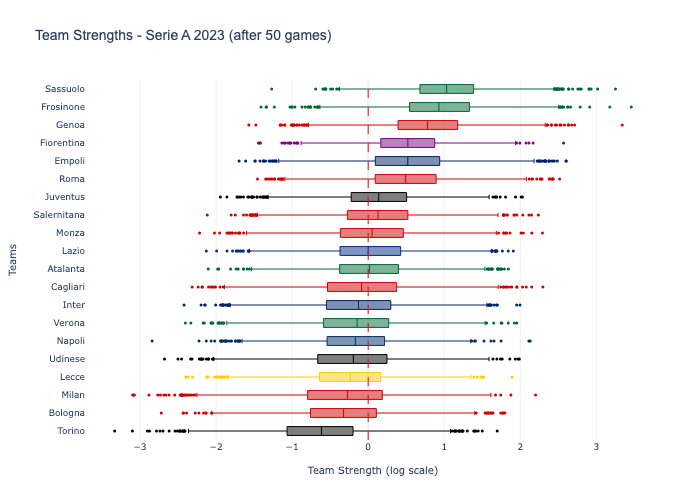 Team Strengths - Serie A 2023 (after 50 games)
Sassuolo
Frosinone
Genoa
Fiorentina
Empoli
Roma
Juventus
Salernitana
Monza
Lazio
Atalanta
Cagliari
Inter
Verona
Napoli
Udinese
Lecce
Milan
Bologna
Torino
Teams
−3 −2 −1 0 1 2 3
Team Strength (log scale)